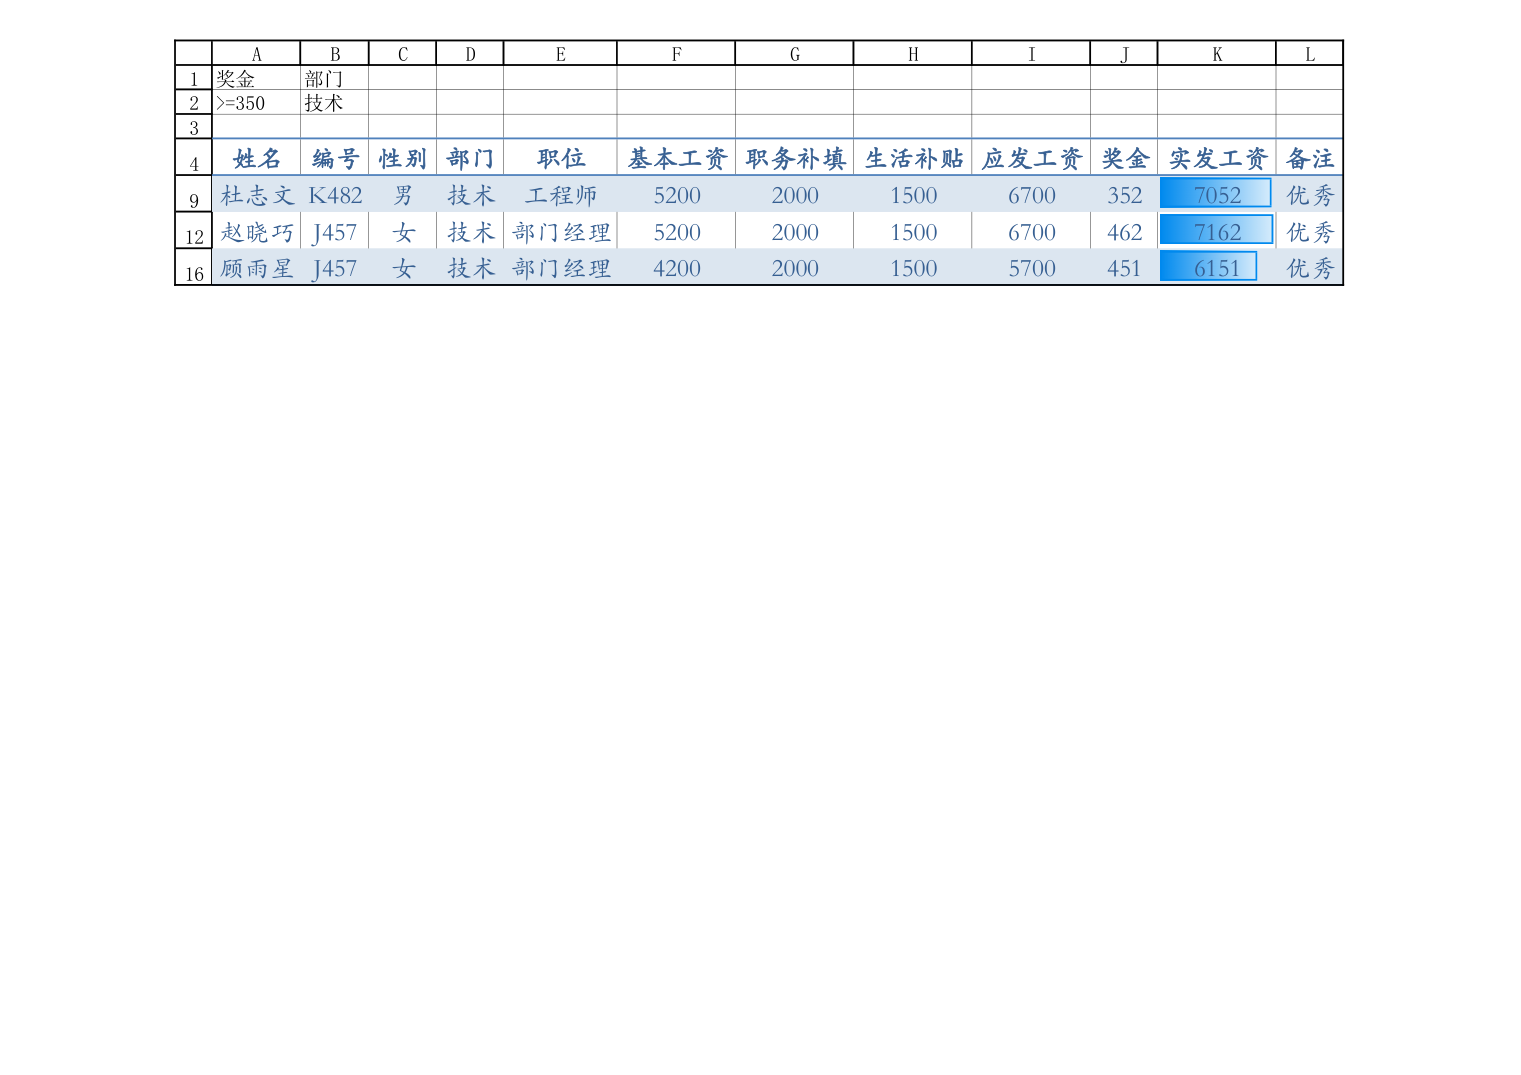 A B C D E F G H I J K L
1 奖金 部门
2 >=350 技术
3
4 姓名 编号 性别 部门 职位 基本工资 职务补填 生活补贴 应发工资 奖金 实发工资 备注
9 杜志文 K482 男 技术 工程师 5200 2000 1500 6700 352 7052 优秀
12 赵晓巧 J457 女 技术 部门经理 5200 2000 1500 6700 462 7162 优秀
16 顾雨星 J457 女 技术 部门经理 4200 2000 1500 5700 451 6151 优秀